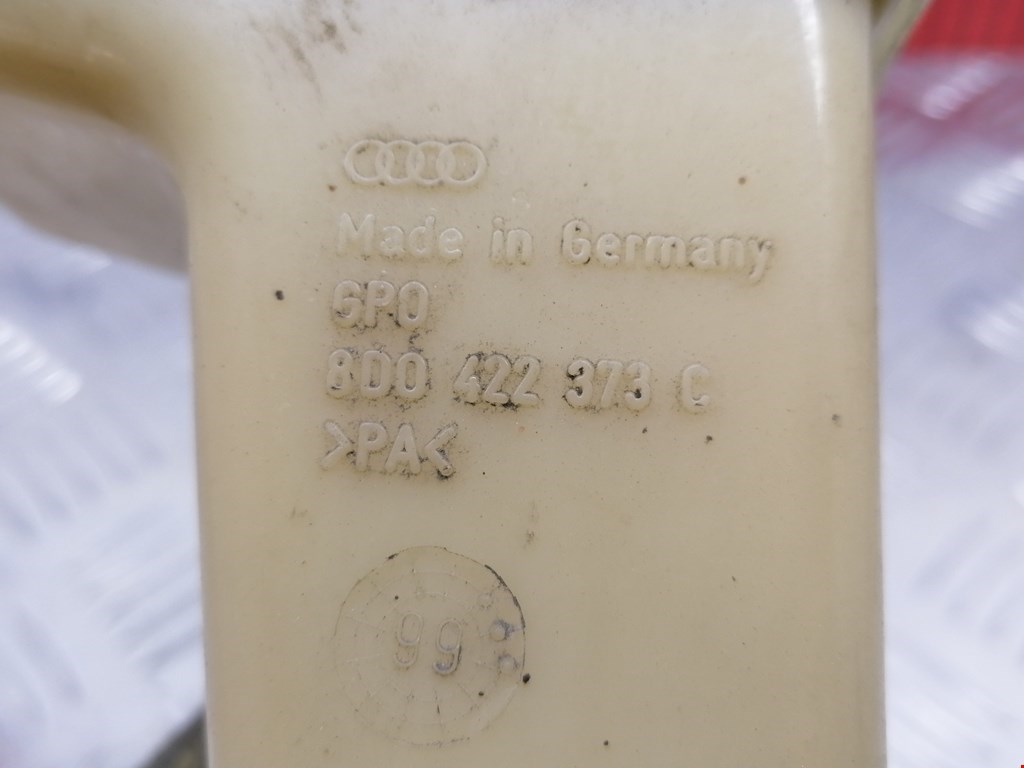 Made in Germany
GPO
8D0 422 373 C
>PA<
99